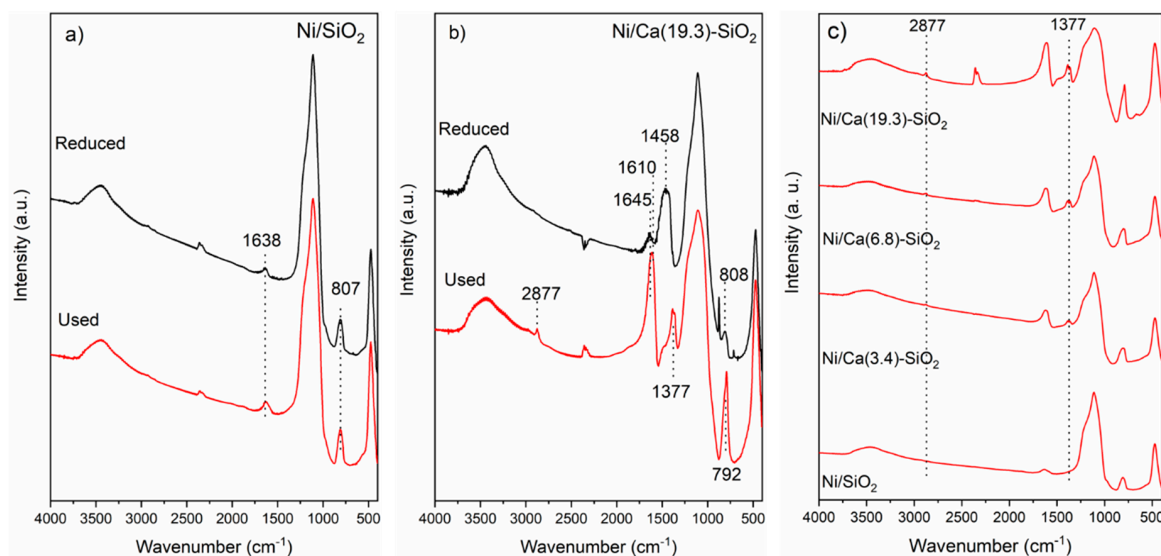 a)
Ni/SiO2
Reduced
1638
807
Used
Intensity (a.u.)
4000 3500 3000 2500 2000 1500 1000 500
Wavenumber (cm-1)
b)
Ni/Ca(19.3)-SiO2
Reduced
1458
1610
1645
808
Used
2877
1377
792
Intensity (a.u.)
4000 3500 3000 2500 2000 1500 1000 500
Wavenumber (cm-1)
c)
2877
1377
Ni/Ca(19.3)-SiO2
Ni/Ca(6.8)-SiO2
Ni/Ca(3.4)-SiO2
Ni/SiO2
Intensity (a.u.)
4000 3500 3000 2500 2000 1500 1000 500
Wavenumber (cm-1)